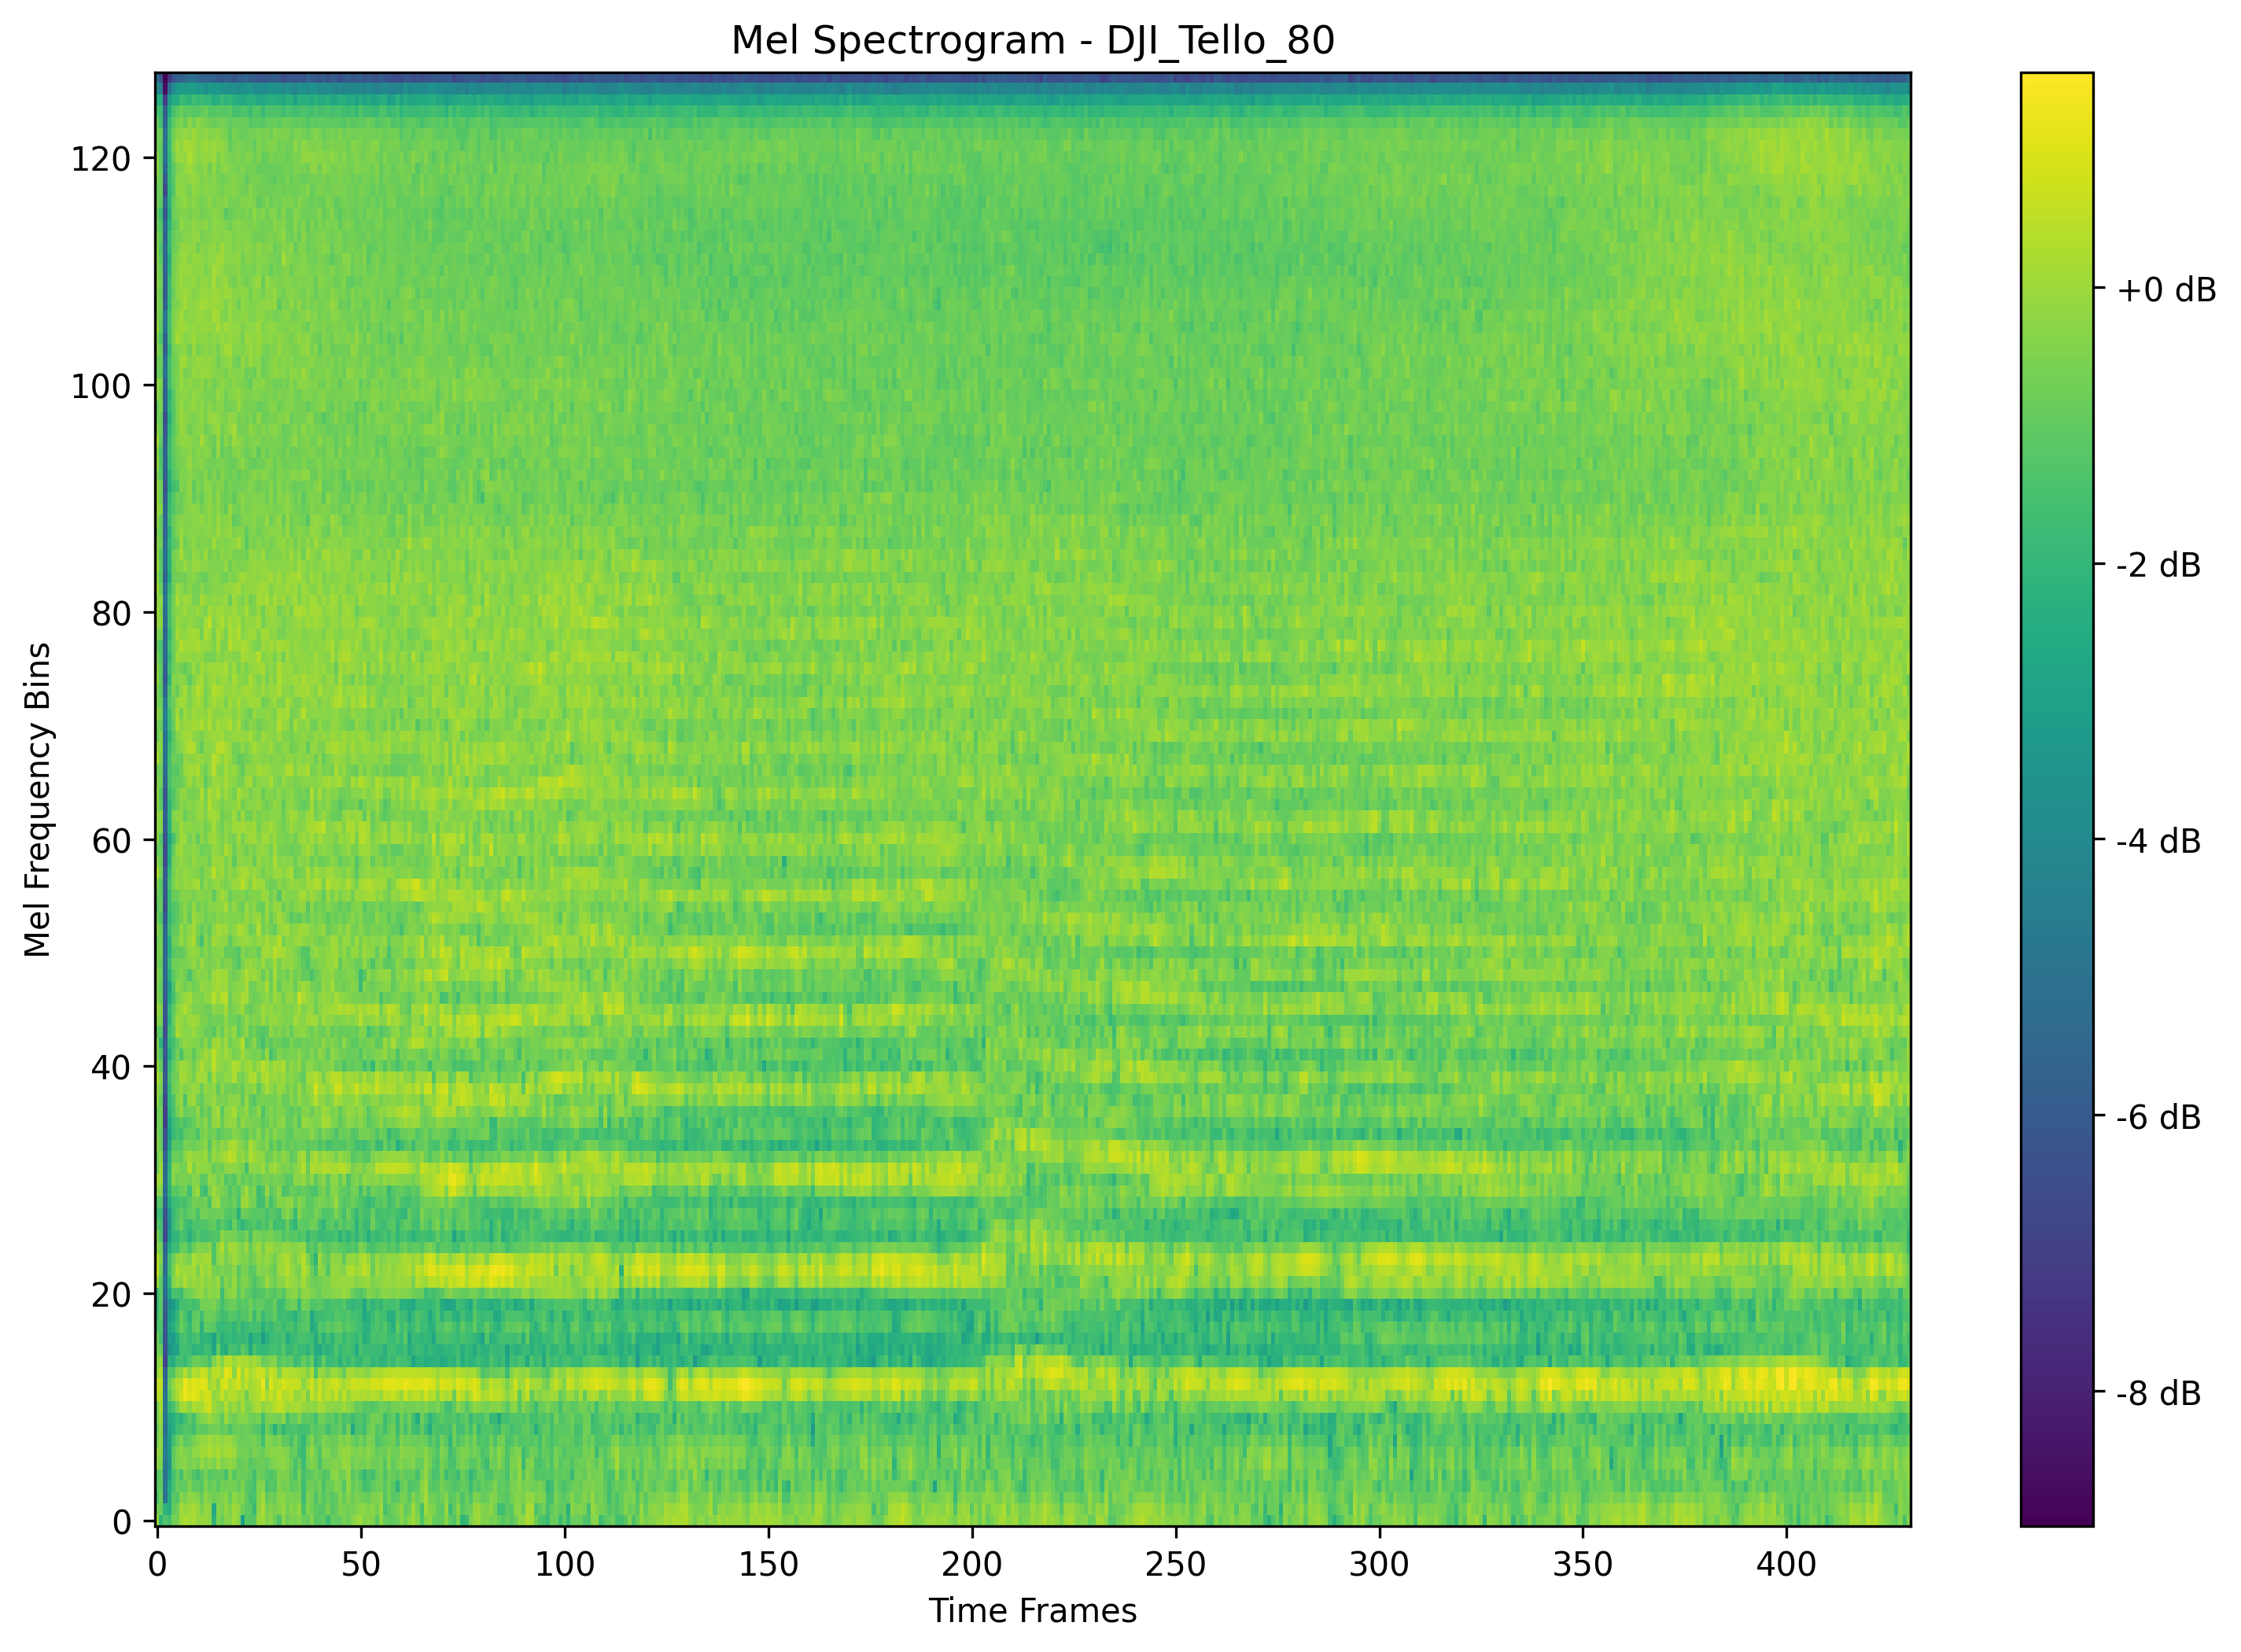 Mel Spectrogram - DJI_Tello_80
Mel Frequency Bins
120
100
80
60
40
20
0
0 50 100 150 200 250 300 350 400
Time Frames
+0 dB
-2 dB
-4 dB
-6 dB
-8 dB